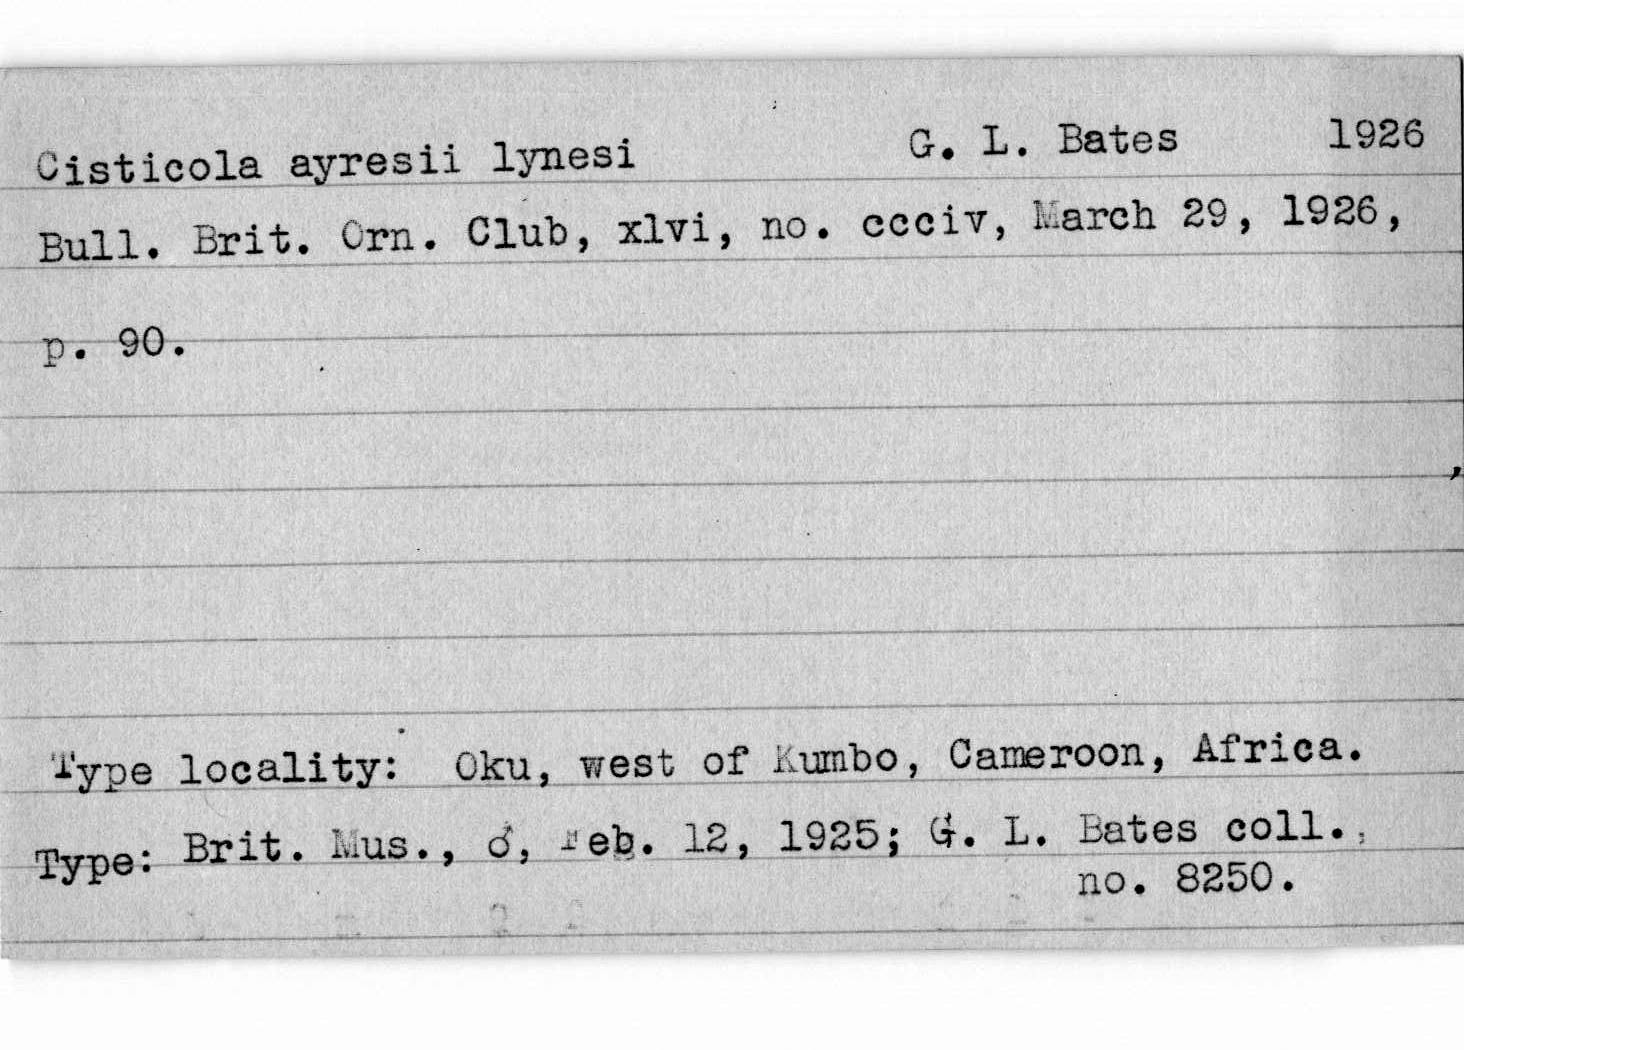 Cisticola ayresii lynesi G. L. Bates 1926
Bull. Brit. Orn. Club, xlvi, no. ccciv, March 29, 1926,
p. 90.
Type locality: Oku, west of Kumbo, Cameroon, Africa.
Type: Brit. Mus., ♂, Feb. 12, 1925; G. L. Bates coll.,
no. 8250.